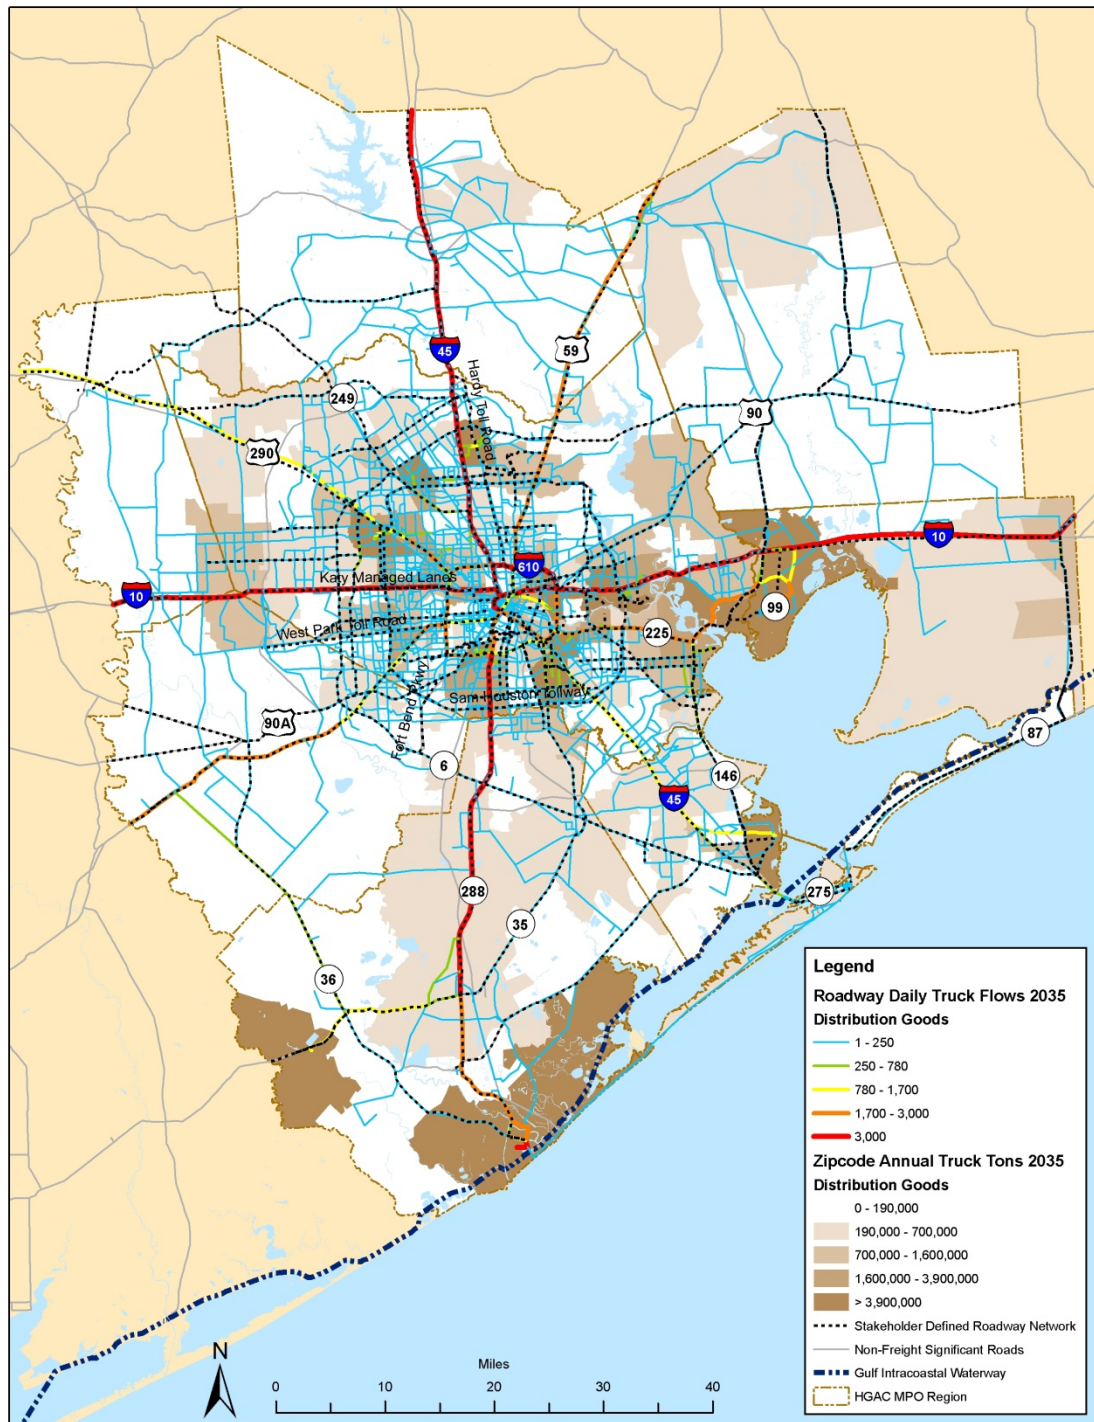 45
59
Hardy Toll Road
249
90
290
10
610
Katy Managed Lanes
10
99
West Park Toll Road
225
Sam Houston Tollway
90A
Fort Bend Pkwy
87
6
146
45
288
275
35
36
Legend
Roadway Daily Truck Flows 2035
Distribution Goods
1 - 250
250 - 780
780 - 1,700
1,700 - 3,000
3,000
Zipcode Annual Truck Tons 2035
Distribution Goods
0 - 190,000
190,000 - 700,000
700,000 - 1,600,000
1,600,000 - 3,900,000
> 3,900,000
Stakeholder Defined Roadway Network
Non-Freight Significant Roads
Gulf Intracoastal Waterway
HGAC MPO Region
N
Miles
0 10 20 30 40